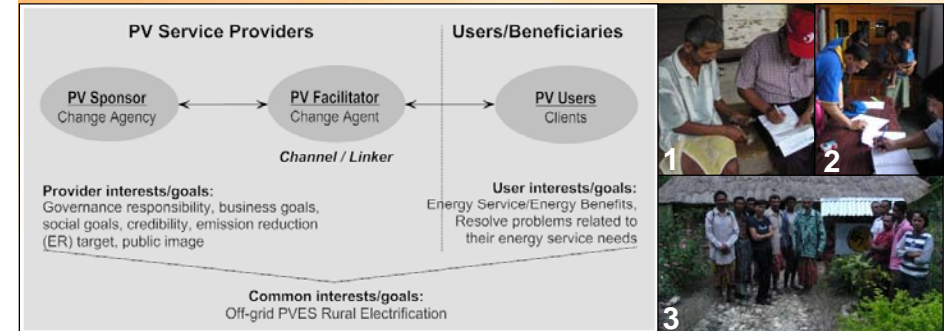 PV Service Providers
Users/Beneficiaries
PV Sponsor
Change Agency
PV Facilitator
Change Agent
PV Users
Clients
Channel / Linker
Provider interests/goals:
Governance responsibility, business goals,
social goals, credibility, emission reduction
(ER) target, public image
User interests/goals:
Energy Service/Energy Benefits,
Resolve problems related to
their energy service needs
Common interests/goals:
Off-grid PVES Rural Electrification
1
2
3